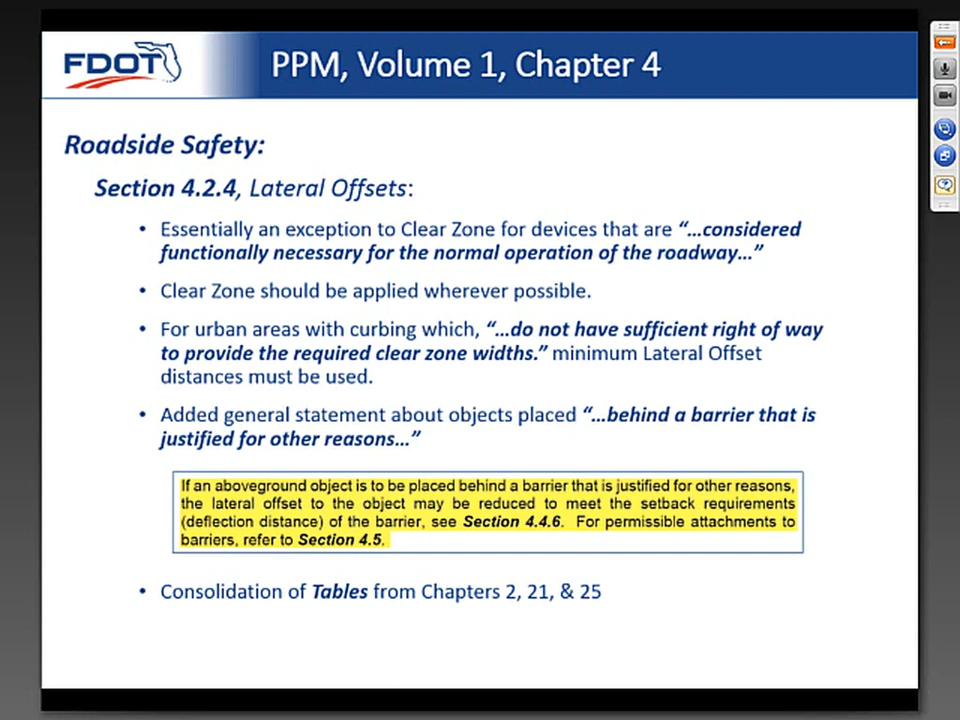 FDOT
PPM, Volume 1, Chapter 4
Roadside Safety:
Section 4.2.4, Lateral Offsets:
• Essentially an exception to Clear Zone for devices that are “…considered
functionally necessary for the normal operation of the roadway…”
• Clear Zone should be applied wherever possible.
• For urban areas with curbing which, “…do not have sufficient right of way
to provide the required clear zone widths.” minimum Lateral Offset
distances must be used.
• Added general statement about objects placed “…behind a barrier that is
justified for other reasons…”
If an aboveground object is to be placed behind a barrier that is justified for other reasons,
the lateral offset to the object may be reduced to meet the setback requirements
(deflection distance) of the barrier, see Section 4.4.6. For permissible attachments to
barriers, refer to Section 4.5.
• Consolidation of Tables from Chapters 2, 21, & 25